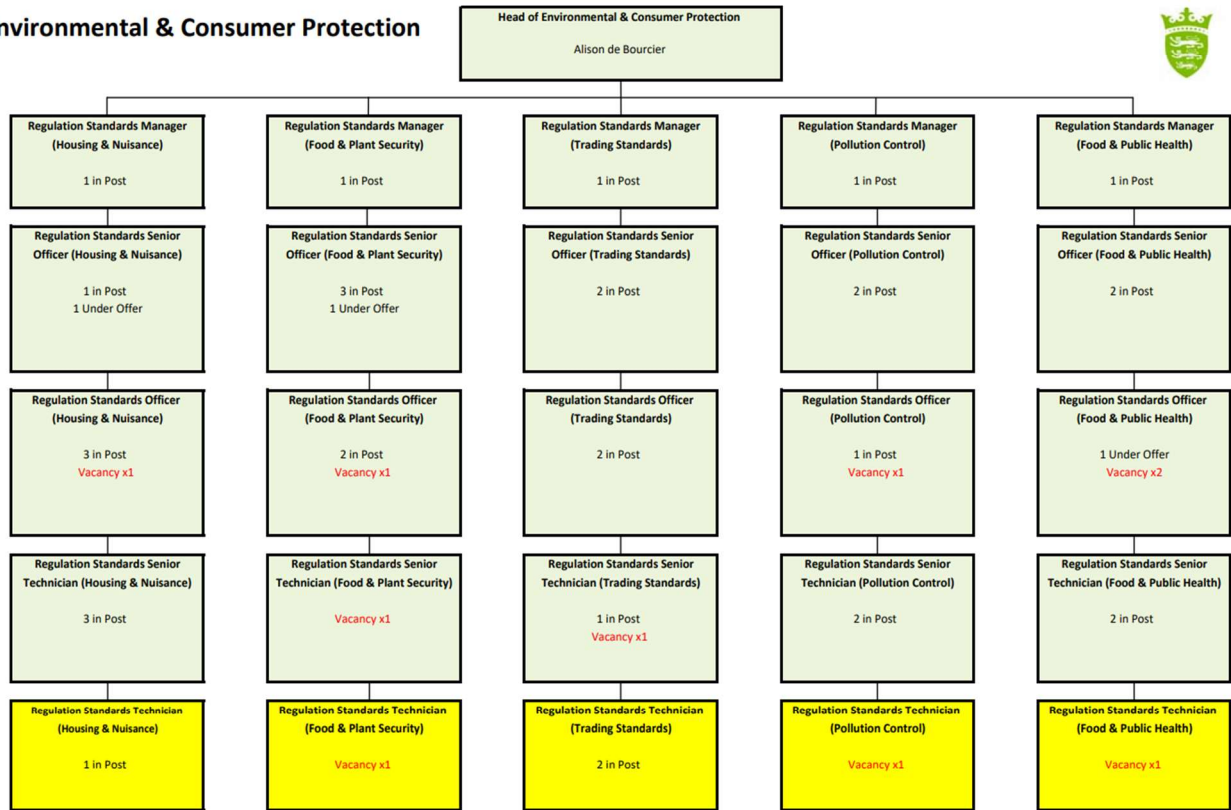 nvironmental & Consumer Protection
Head of Environmental & Consumer Protection
Alison de Bourcier
Regulation Standards Manager
(Housing & Nuisance)
1 in Post
Regulation Standards Manager
(Food & Plant Security)
1 in Post
Regulation Standards Manager
(Trading Standards)
1 in Post
Regulation Standards Manager
(Pollution Control)
1 in Post
Regulation Standards Manager
(Food & Public Health)
1 in Post
Regulation Standards Senior
Officer (Housing & Nuisance)
1 in Post
1 Under Offer
Regulation Standards Senior
Officer (Food & Plant Security)
3 in Post
1 Under Offer
Regulation Standards Senior
Officer (Trading Standards)
2 in Post
Regulation Standards Senior
Officer (Pollution Control)
2 in Post
Regulation Standards Senior
Officer (Food & Public Health)
2 in Post
Regulation Standards Officer
(Housing & Nuisance)
3 in Post
Vacancy x1
Regulation Standards Officer
(Food & Plant Security)
2 in Post
Vacancy x1
Regulation Standards Officer
(Trading Standards)
2 in Post
Regulation Standards Officer
(Pollution Control)
1 in Post
Vacancy x1
Regulation Standards Officer
(Food & Public Health)
1 Under Offer
Vacancy x2
Regulation Standards Senior
Technician (Housing & Nuisance)
3 in Post
Regulation Standards Senior
Technician (Food & Plant Security)
Vacancy x1
Regulation Standards Senior
Technician (Trading Standards)
1 in Post
Vacancy x1
Regulation Standards Senior
Technician (Pollution Control)
2 in Post
Regulation Standards Senior
Technician (Food & Public Health)
2 in Post
Regulation Standards Technician
(Housing & Nuisance)
1 in Post
Regulation Standards Technician
(Food & Plant Security)
Vacancy x1
Regulation Standards Technician
(Trading Standards)
2 in Post
Regulation Standards Technician
(Pollution Control)
Vacancy x1
Regulation Standards Technician
(Food & Public Health)
Vacancy x1